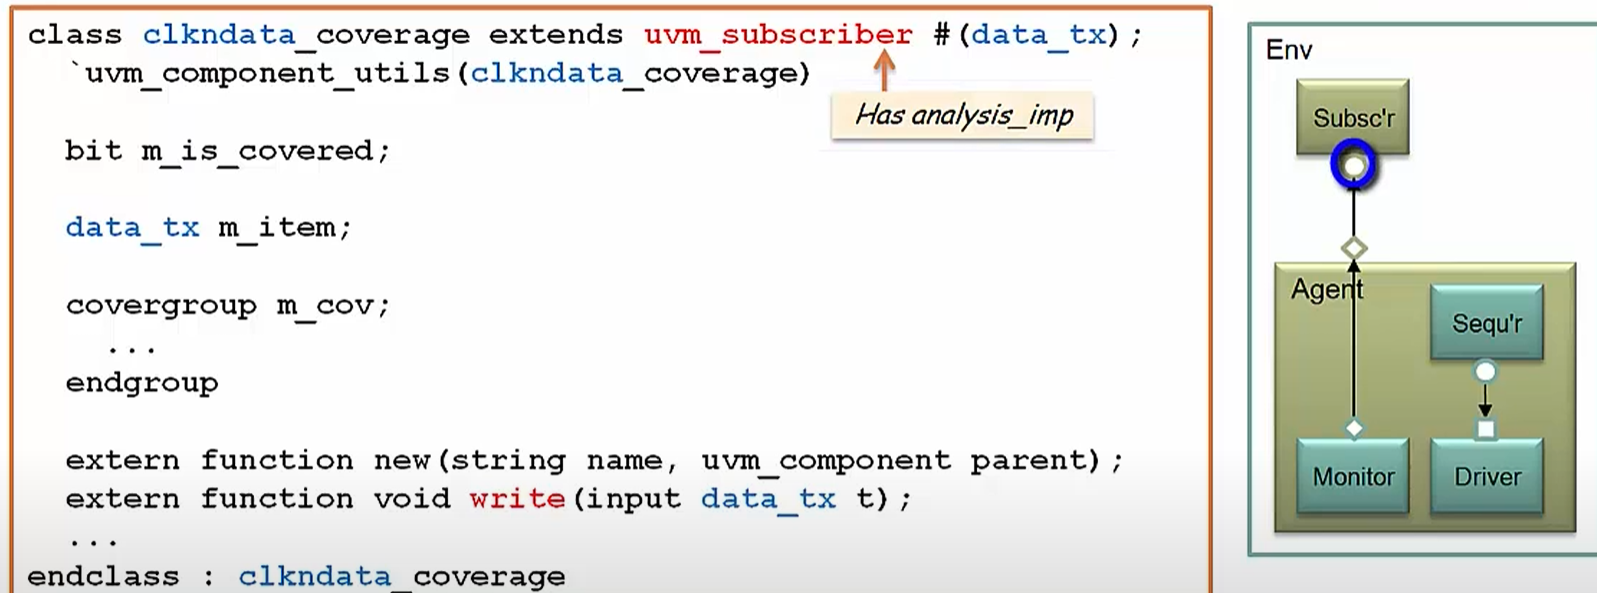 class clkndata_coverage extends uvm_subscriber #(data_tx);
`uvm_component_utils(clkndata_coverage)
Has analysis_imp
bit m_is_covered;
data_tx m_item;
covergroup m_cov;
...
endgroup
extern function new(string name, uvm_component parent);
extern function void write(input data_tx t);
...
endclass : clkndata_coverage
Env
Subsc'r
Agent
Sequ'r
Monitor
Driver